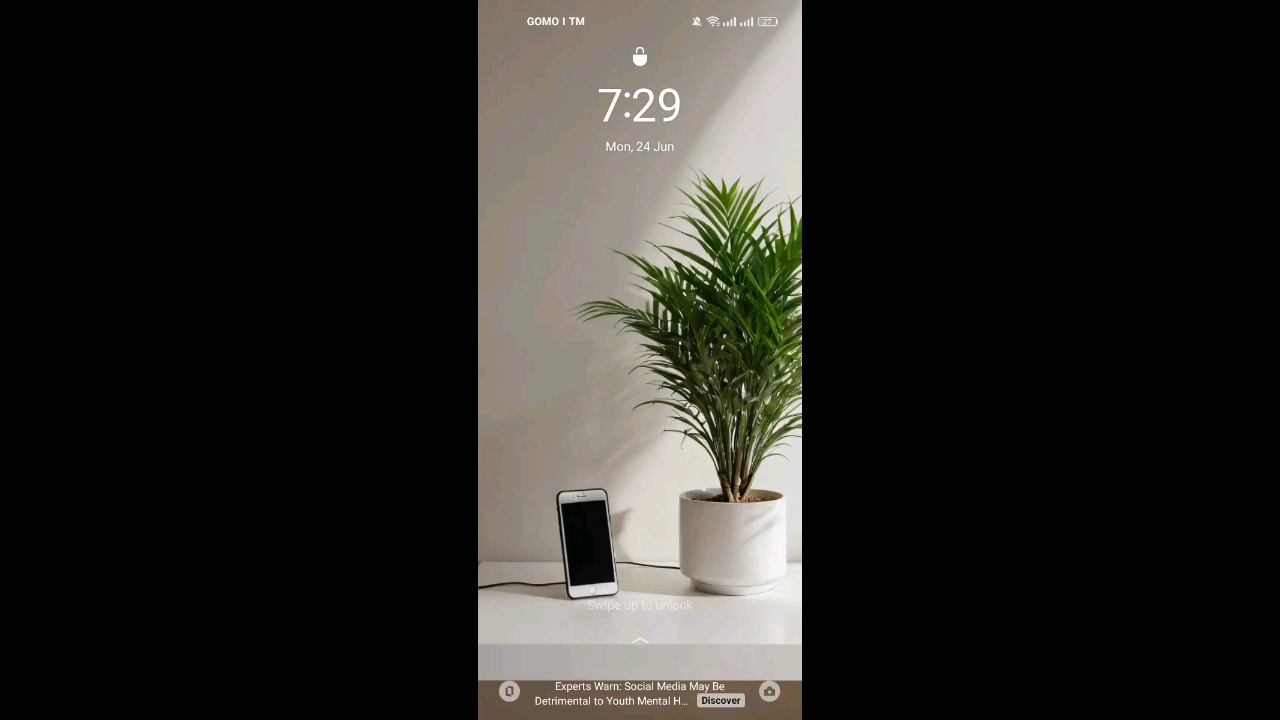 GOMO I TM
27
7:29
Mon, 24 Jun
Swipe up to unlock
Experts Warn: Social Media May Be
Detrimental to Youth Mental H... Discover